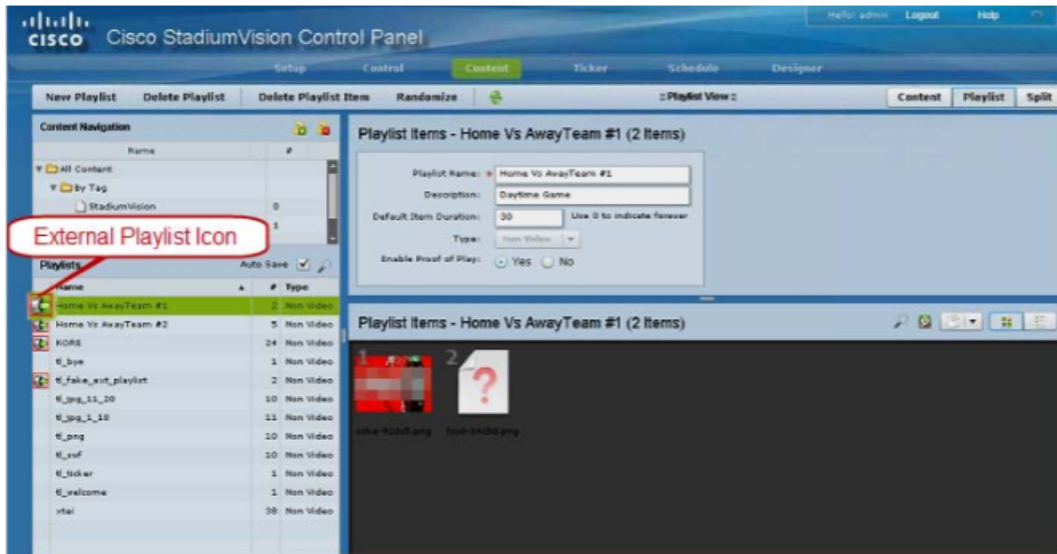 Hello! admin Logout Help
CISCO Cisco StadiumVision Control Panel
Setup Control Content Ticker Schedule Designer
New Playlist Delete Playlist Delete Playlist Item Randomize :: Playlist View :: Content Playlist Split
Content Navigation
Name #
All Content
By Tag
StadiumVision 0
External Playlist Icon
Playlists Auto Save
Name # Type
Home Vs AwayTeam #1 2 Non Video
Home Vs AwayTeam #2 5 Non Video
KORE 24 Non Video
tl_bye 1 Non Video
tl_fake_ext_playlist 2 Non Video
tl_jpg_11_20 10 Non Video
tl_jpg_1_10 11 Non Video
tl_png 10 Non Video
tl_swf 10 Non Video
tl_ticker 1 Non Video
tl_welcome 1 Non Video
xtai 38 Non Video
Playlist Items - Home Vs AwayTeam #1 (2 Items)
Playlist Name: * Home Vs AwayTeam #1
Description: Daytime Game
Default Item Duration: 30 Use 0 to indicate forever
Type: Non Video
Enable Proof of Play: Yes No
Playlist Items - Home Vs AwayTeam #1 (2 Items)
1 2